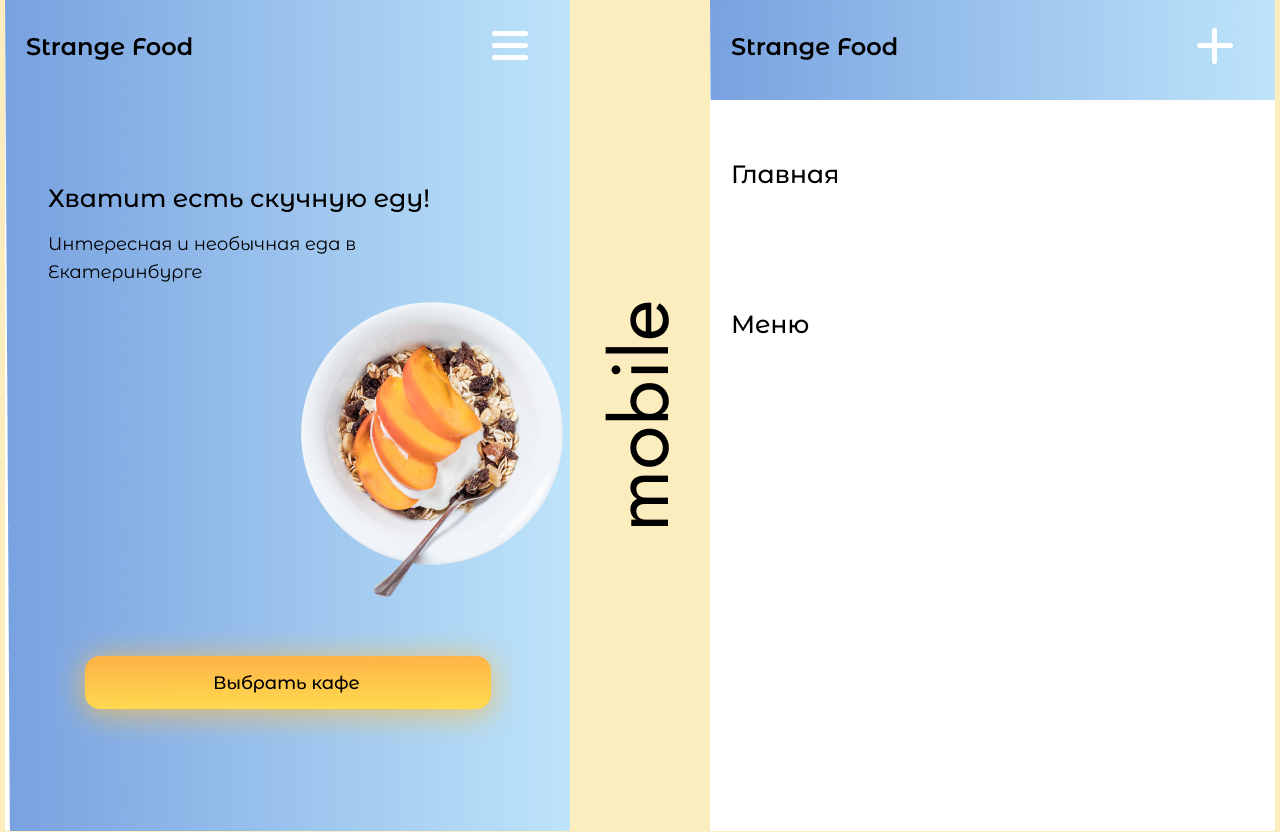 Strange Food
Хватит есть скучную еду!
Интересная и необычная еда в
Екатеринбурге
Выбрать кафе
mobile
Strange Food
Главная
Меню